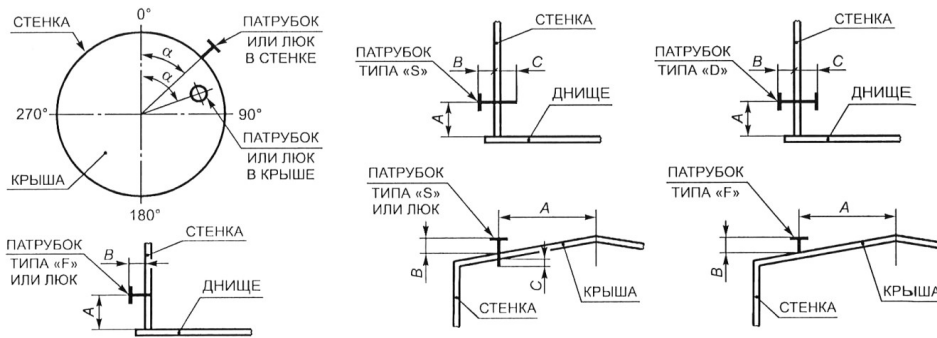 СТЕНКА
0°
ПАТРУБОК
ИЛИ ЛЮК
В СТЕНКЕ
α
α
270°
90°
ПАТРУБОК
ИЛИ ЛЮК
В КРЫШЕ
КРЫША
180°
ПАТРУБОК
ТИПА «F»
ИЛИ ЛЮК
B
СТЕНКА
A
ДНИЩЕ
ПАТРУБОК
ТИПА «S»
B
C
СТЕНКА
A
ДНИЩЕ
ПАТРУБОК
ТИПА «D»
B
C
СТЕНКА
A
ДНИЩЕ
ПАТРУБОК
ТИПА «S»
ИЛИ ЛЮК
A
B
C
КРЫША
СТЕНКА
ПАТРУБОК
ТИПА «F»
A
B
КРЫША
СТЕНКА